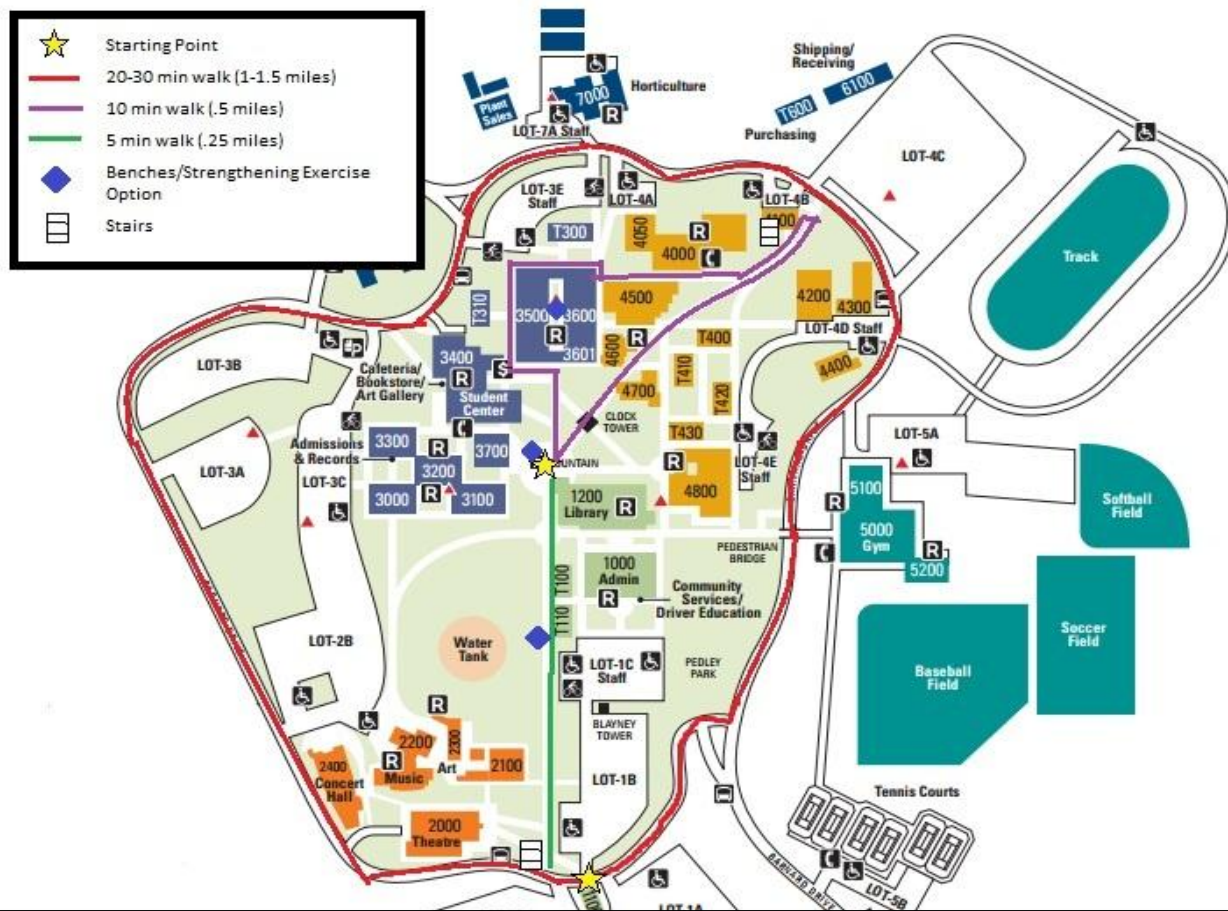 Starting Point
20-30 min walk (1-1.5 miles)
10 min walk (.5 miles)
5 min walk (.25 miles)
Benches/Strengthening Exercise
Option
Stairs
Shipping/
Receiving
6100
T600
Purchasing
Plant
Sales
7000
Horticulture
R
LOT-7A Staff
LOT-4C
Track
LOT-3E
Staff
LOT-4A
LOT-4B
T300
4050
4000
R
T310
3500
3600
R
3601
4500
4200
4300
LOT-4D Staff
4600
R
T400
4400
4700
T410
T420
T430
LOT-3B
3400
R
$
Cafeteria/
Bookstore/
Art Gallery
Student
Center
CLOCK
TOWER
LOT-3A
Admissions
& Records
3300
R
3200
R
3700
3000
3100
LOT-3C
1200
Library
R
R
4800
LOT-4E
Staff
LOT-5A
5100
R
5000
Gym
R
5200
Softball
Field
PEDESTRIAN
BRIDGE
1000
Admin
R
T100
T110
Community
Services/
Driver Education
LOT-2B
Water
Tank
LOT-1C
Staff
PEDLEY
PARK
Baseball
Field
Soccer
Field
BLAYNEY
TOWER
R
2200
2300
R
Music
Art
2100
2400
Concert
Hall
LOT-1B
2000
Theatre
Tennis Courts
BARNARD DRIVE
LOT-5B
LOT-1A